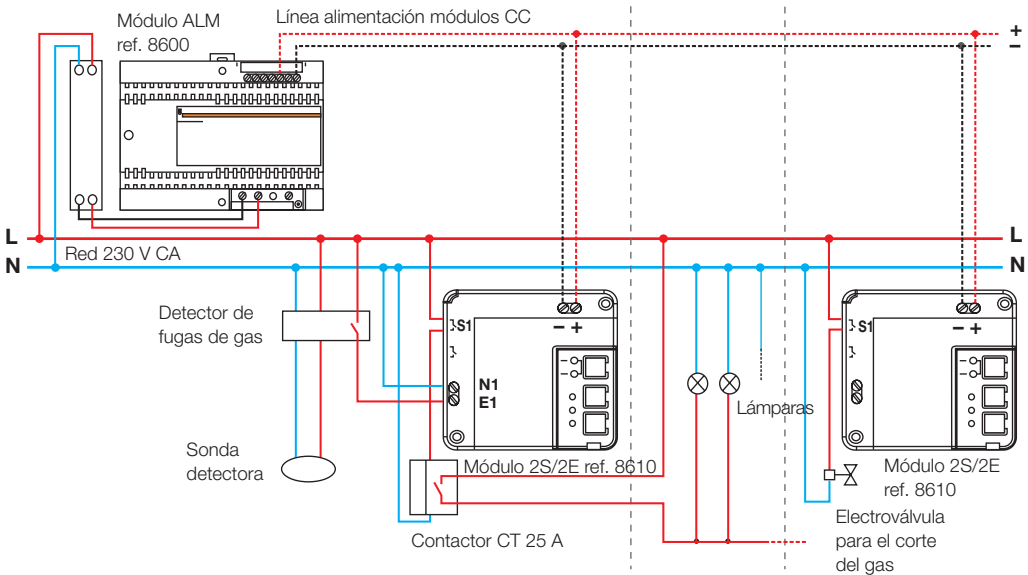 Módulo ALM
ref. 8600
Línea alimentación módulos CC
+
−
L
N
Red 230 V CA
L
N
Detector de
fugas de gas
S1
− +
N1
E1
S1
− +
Lámparas
Sonda
detectora
Módulo 2S/2E ref. 8610
Módulo 2S/2E
ref. 8610
Contactor CT 25 A
Electroválvula
para el corte
del gas